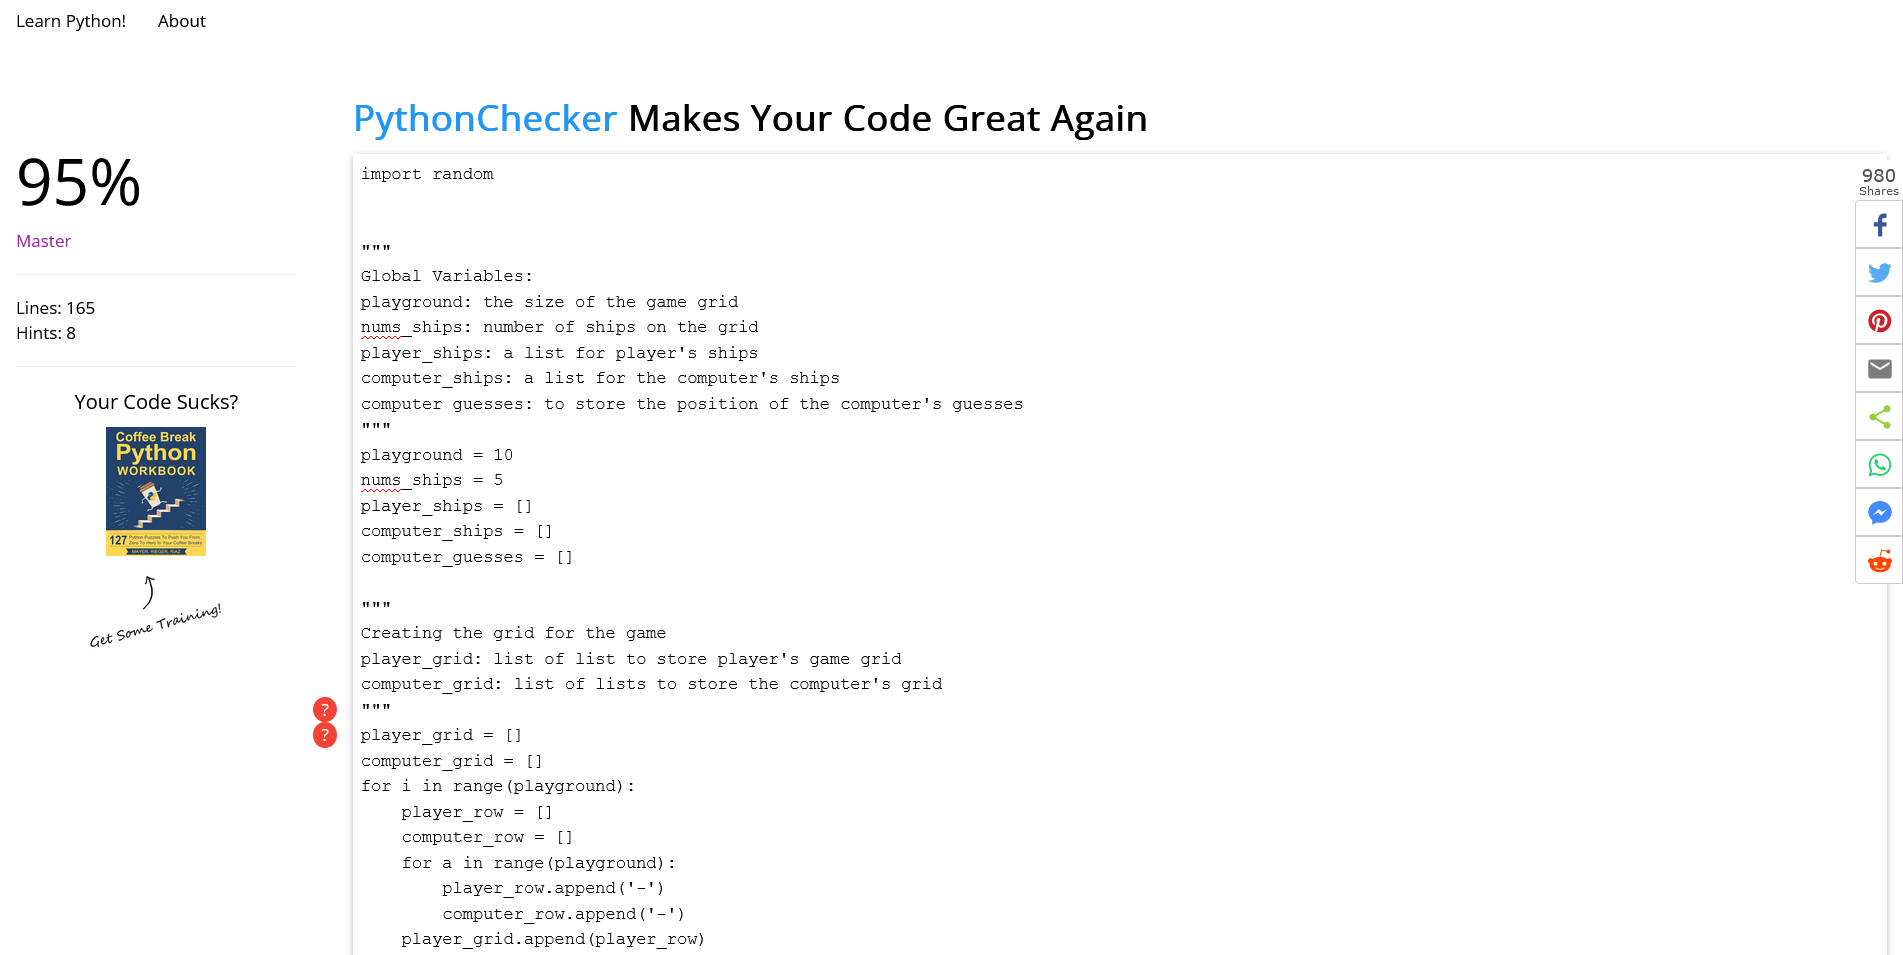 Learn Python! About
PythonChecker Makes Your Code Great Again
95%
Master
Lines: 165
Hints: 8
Your Code Sucks?
Coffee Break
Python
WORKBOOK
127 Python Puzzles To Push You From
Zero To Hero in Your Coffee Breaks
MAYER, RIEGER, RIAZ
Get Some Training!
?
?
import random
"""
Global Variables:
playground: the size of the game grid
nums_ships: number of ships on the grid
player_ships: a list for player's ships
computer_ships: a list for the computer's ships
computer guesses: to store the position of the computer's guesses
"""
playground = 10
nums_ships = 5
player_ships = []
computer_ships = []
computer_guesses = []
"""
Creating the grid for the game
player_grid: list of list to store player's game grid
computer_grid: list of lists to store the computer's grid
"""
player_grid = []
computer_grid = []
for i in range(playground):
    player_row = []
    computer_row = []
    for a in range(playground):
        player_row.append('-')
        computer_row.append('-')
    player_grid.append(player_row)
980
Shares